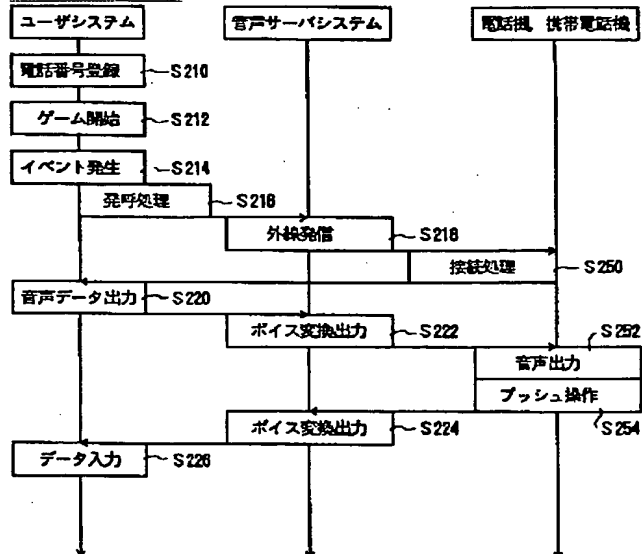 ユーザシステム
音声サーバシステム
電話機，携帯電話機
電話番号登録
S210
ゲーム開始
S212
イベント発生
S214
発呼処理
S216
外線発信
S218
接続処理
S250
音声データ出力
S220
ボイス変換出力
S222
S252
音声出力
プッシュ操作
ボイス変換出力
S224
S254
データ入力
S226